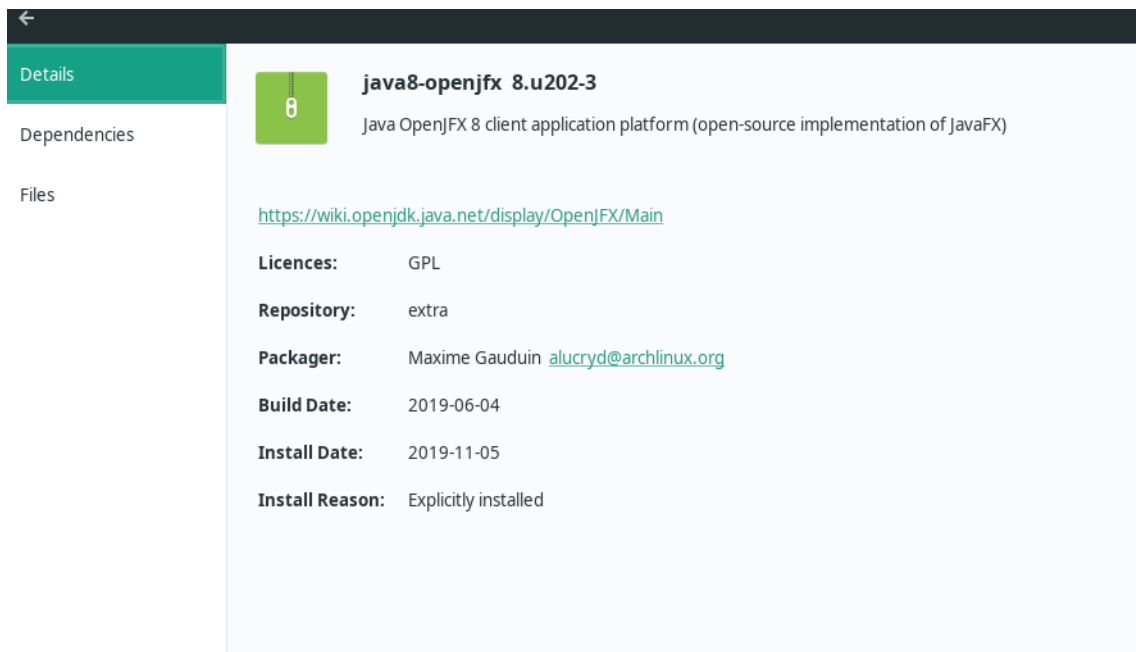 Details
Dependencies
Files
java8-openjfx 8.u202-3
Java OpenJFX 8 client application platform (open-source implementation of JavaFX)
https://wiki.openjdk.java.net/display/OpenJFX/Main
Licences: GPL
Repository: extra
Packager: Maxime Gauduin alucryd@archlinux.org
Build Date: 2019-06-04
Install Date: 2019-11-05
Install Reason: Explicitly installed